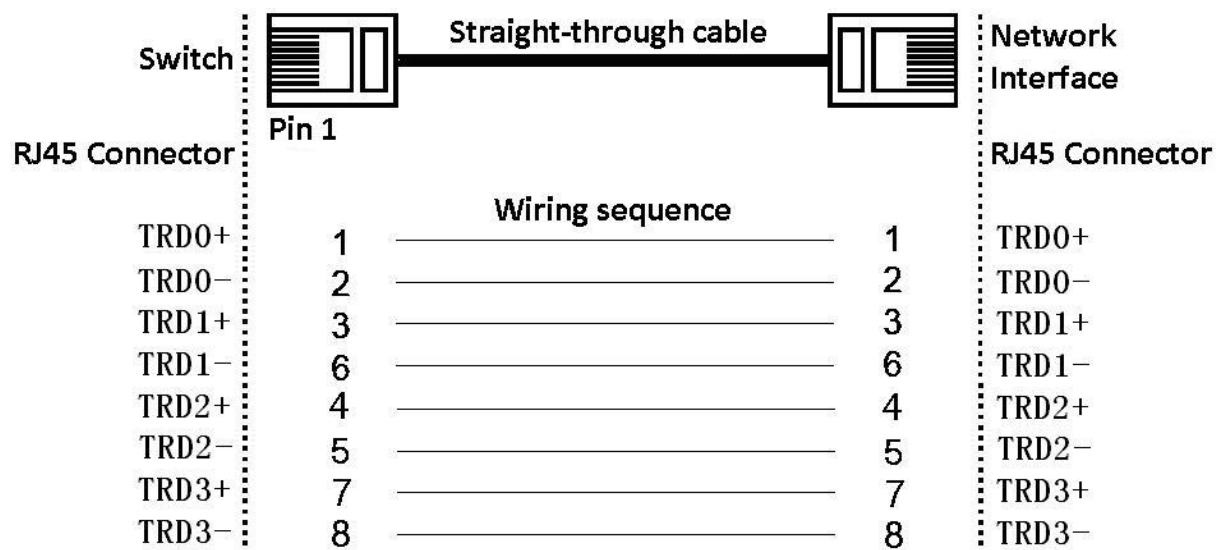 Switch
Straight-through cable
Network
Interface
Pin 1
RJ45 Connector
RJ45 Connector
Wiring sequence
TRD0+ 1 1 TRD0+
TRD0- 2 2 TRD0-
TRD1+ 3 3 TRD1+
TRD1- 6 6 TRD1-
TRD2+ 4 4 TRD2+
TRD2- 5 5 TRD2-
TRD3+ 7 7 TRD3+
TRD3- 8 8 TRD3-